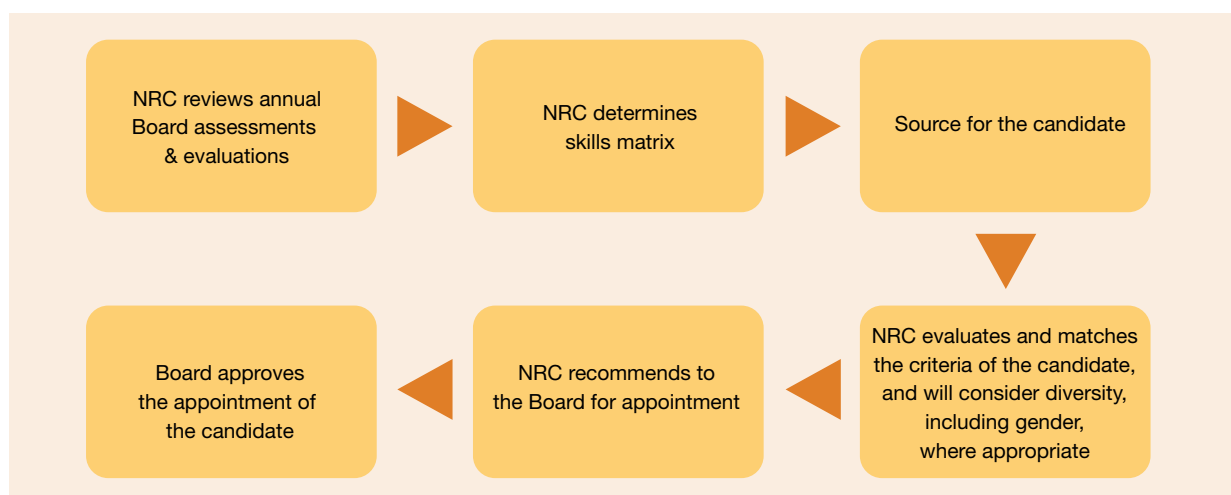 NRC reviews annual
Board assessments
& evaluations
NRC determines
skills matrix
Source for the candidate
NRC evaluates and matches
the criteria of the candidate,
and will consider diversity,
including gender,
where appropriate
NRC recommends to
the Board for appointment
Board approves
the appointment of
the candidate